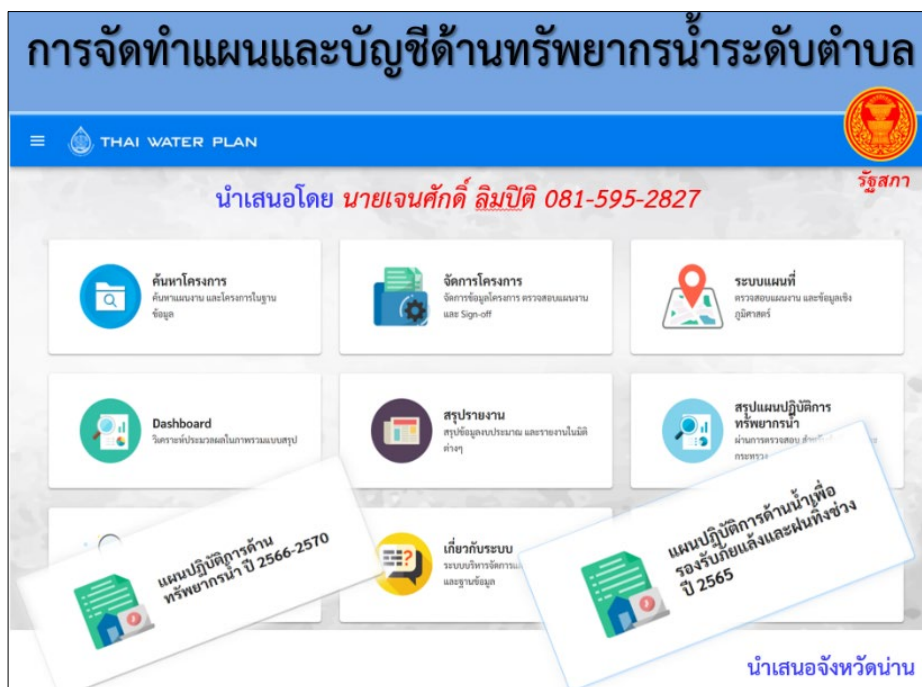 การจัดทำแผนและบัญชีด้านทรัพยากรน้ำระดับตำบล
THAI WATER PLAN
รัฐสภา
นำเสนอโดย นายเจนศักดิ์ ลิมปิติ 081-595-2827
ค้นหาโครงการ
ค้นหาแผนงาน และโครงการในฐาน
ข้อมูล
จัดการโครงการ
จัดการข้อมูลโครงการ ตรวจสอบแผนงาน
และ Sign-off
ระบบแผนที่
ตรวจสอบแผนงาน และข้อมูลเชิง
ภูมิศาสตร์
Dashboard
วิเคราะห์ประมวลผลในภาพรวมแบบสรุป
สรุปรายงาน
สรุปข้อมูลงบประมาณ และรายงานในมิติ
ต่างๆ
สรุปแผนปฏิบัติการ
ทรัพยากรน้ำ
ผ่านการตรวจสอบ
กระทรวง
แผนปฏิบัติการด้าน
ทรัพยากรน้ำ ปี 2566-2570
เกี่ยวกับระบบ
ระบบบริหารจัดการ
และฐานข้อมูล
แผนปฏิบัติการด้านน้ำเพื่อ
รองรับภัยแล้งและฝนทิ้งช่วง
ปี 2565
นำเสนอจังหวัดน่าน